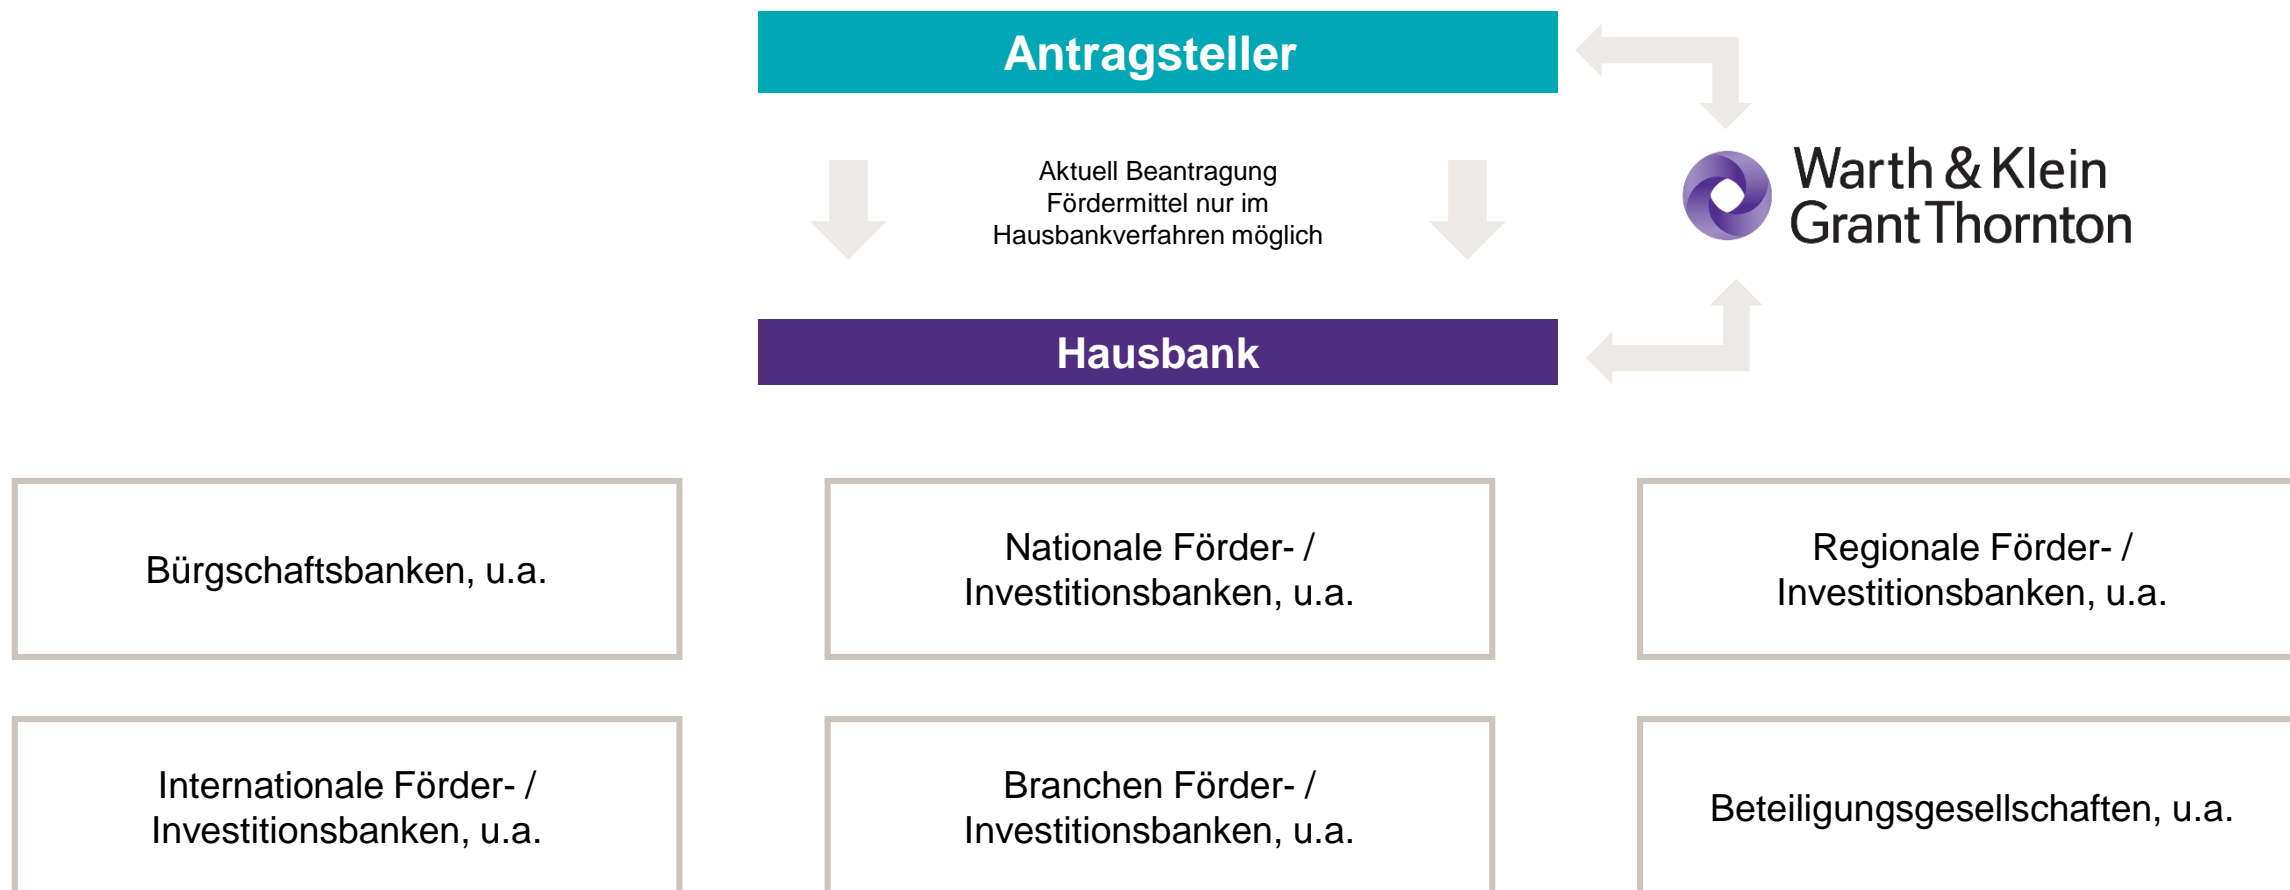 Antragsteller
Aktuell Beantragung
Fördermittel nur im
Hausbankverfahren möglich
Warth & Klein
Grant Thornton
Hausbank
Bürgschaftsbanken, u.a.
Nationale Förder- /
Investitionsbanken, u.a.
Regionale Förder- /
Investitionsbanken, u.a.
Internationale Förder- /
Investitionsbanken, u.a.
Branchen Förder- /
Investitionsbanken, u.a.
Beteiligungsgesellschaften, u.a.